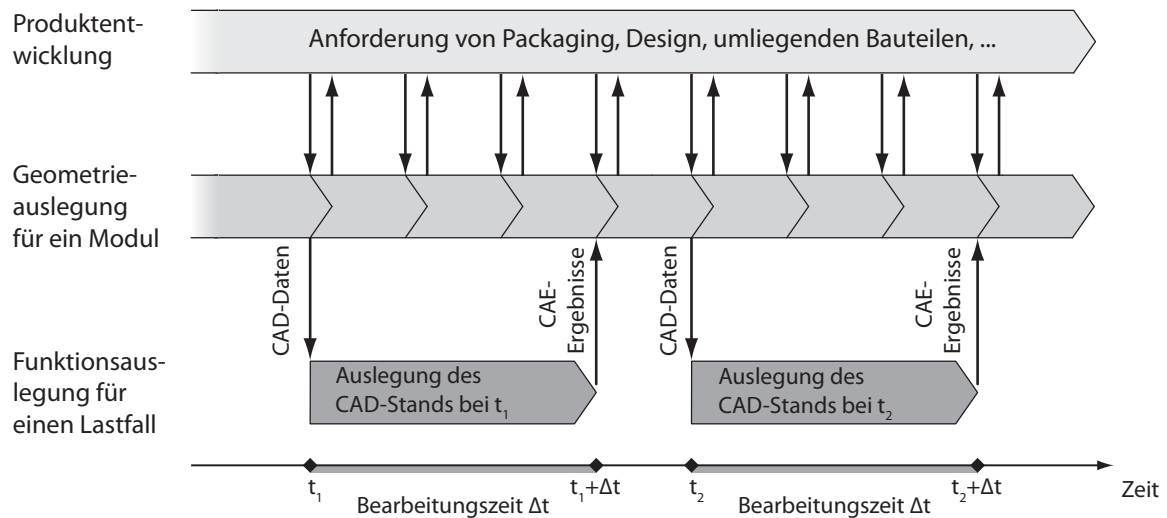 Produktent-
wicklung
Anforderung von Packaging, Design, umliegenden Bauteilen, ...
Geometrie-
auslegung
für ein Modul
CAD-Daten
CAE-
Ergebnisse
CAD-Daten
CAE-
Ergebnisse
Funktionsaus-
legung für
einen Lastfall
Auslegung des
CAD-Stands bei t₁
Auslegung des
CAD-Stands bei t₂
t₁
Bearbeitungszeit Δt
t₁+Δt
t₂
Bearbeitungszeit Δt
t₂+Δt
Zeit